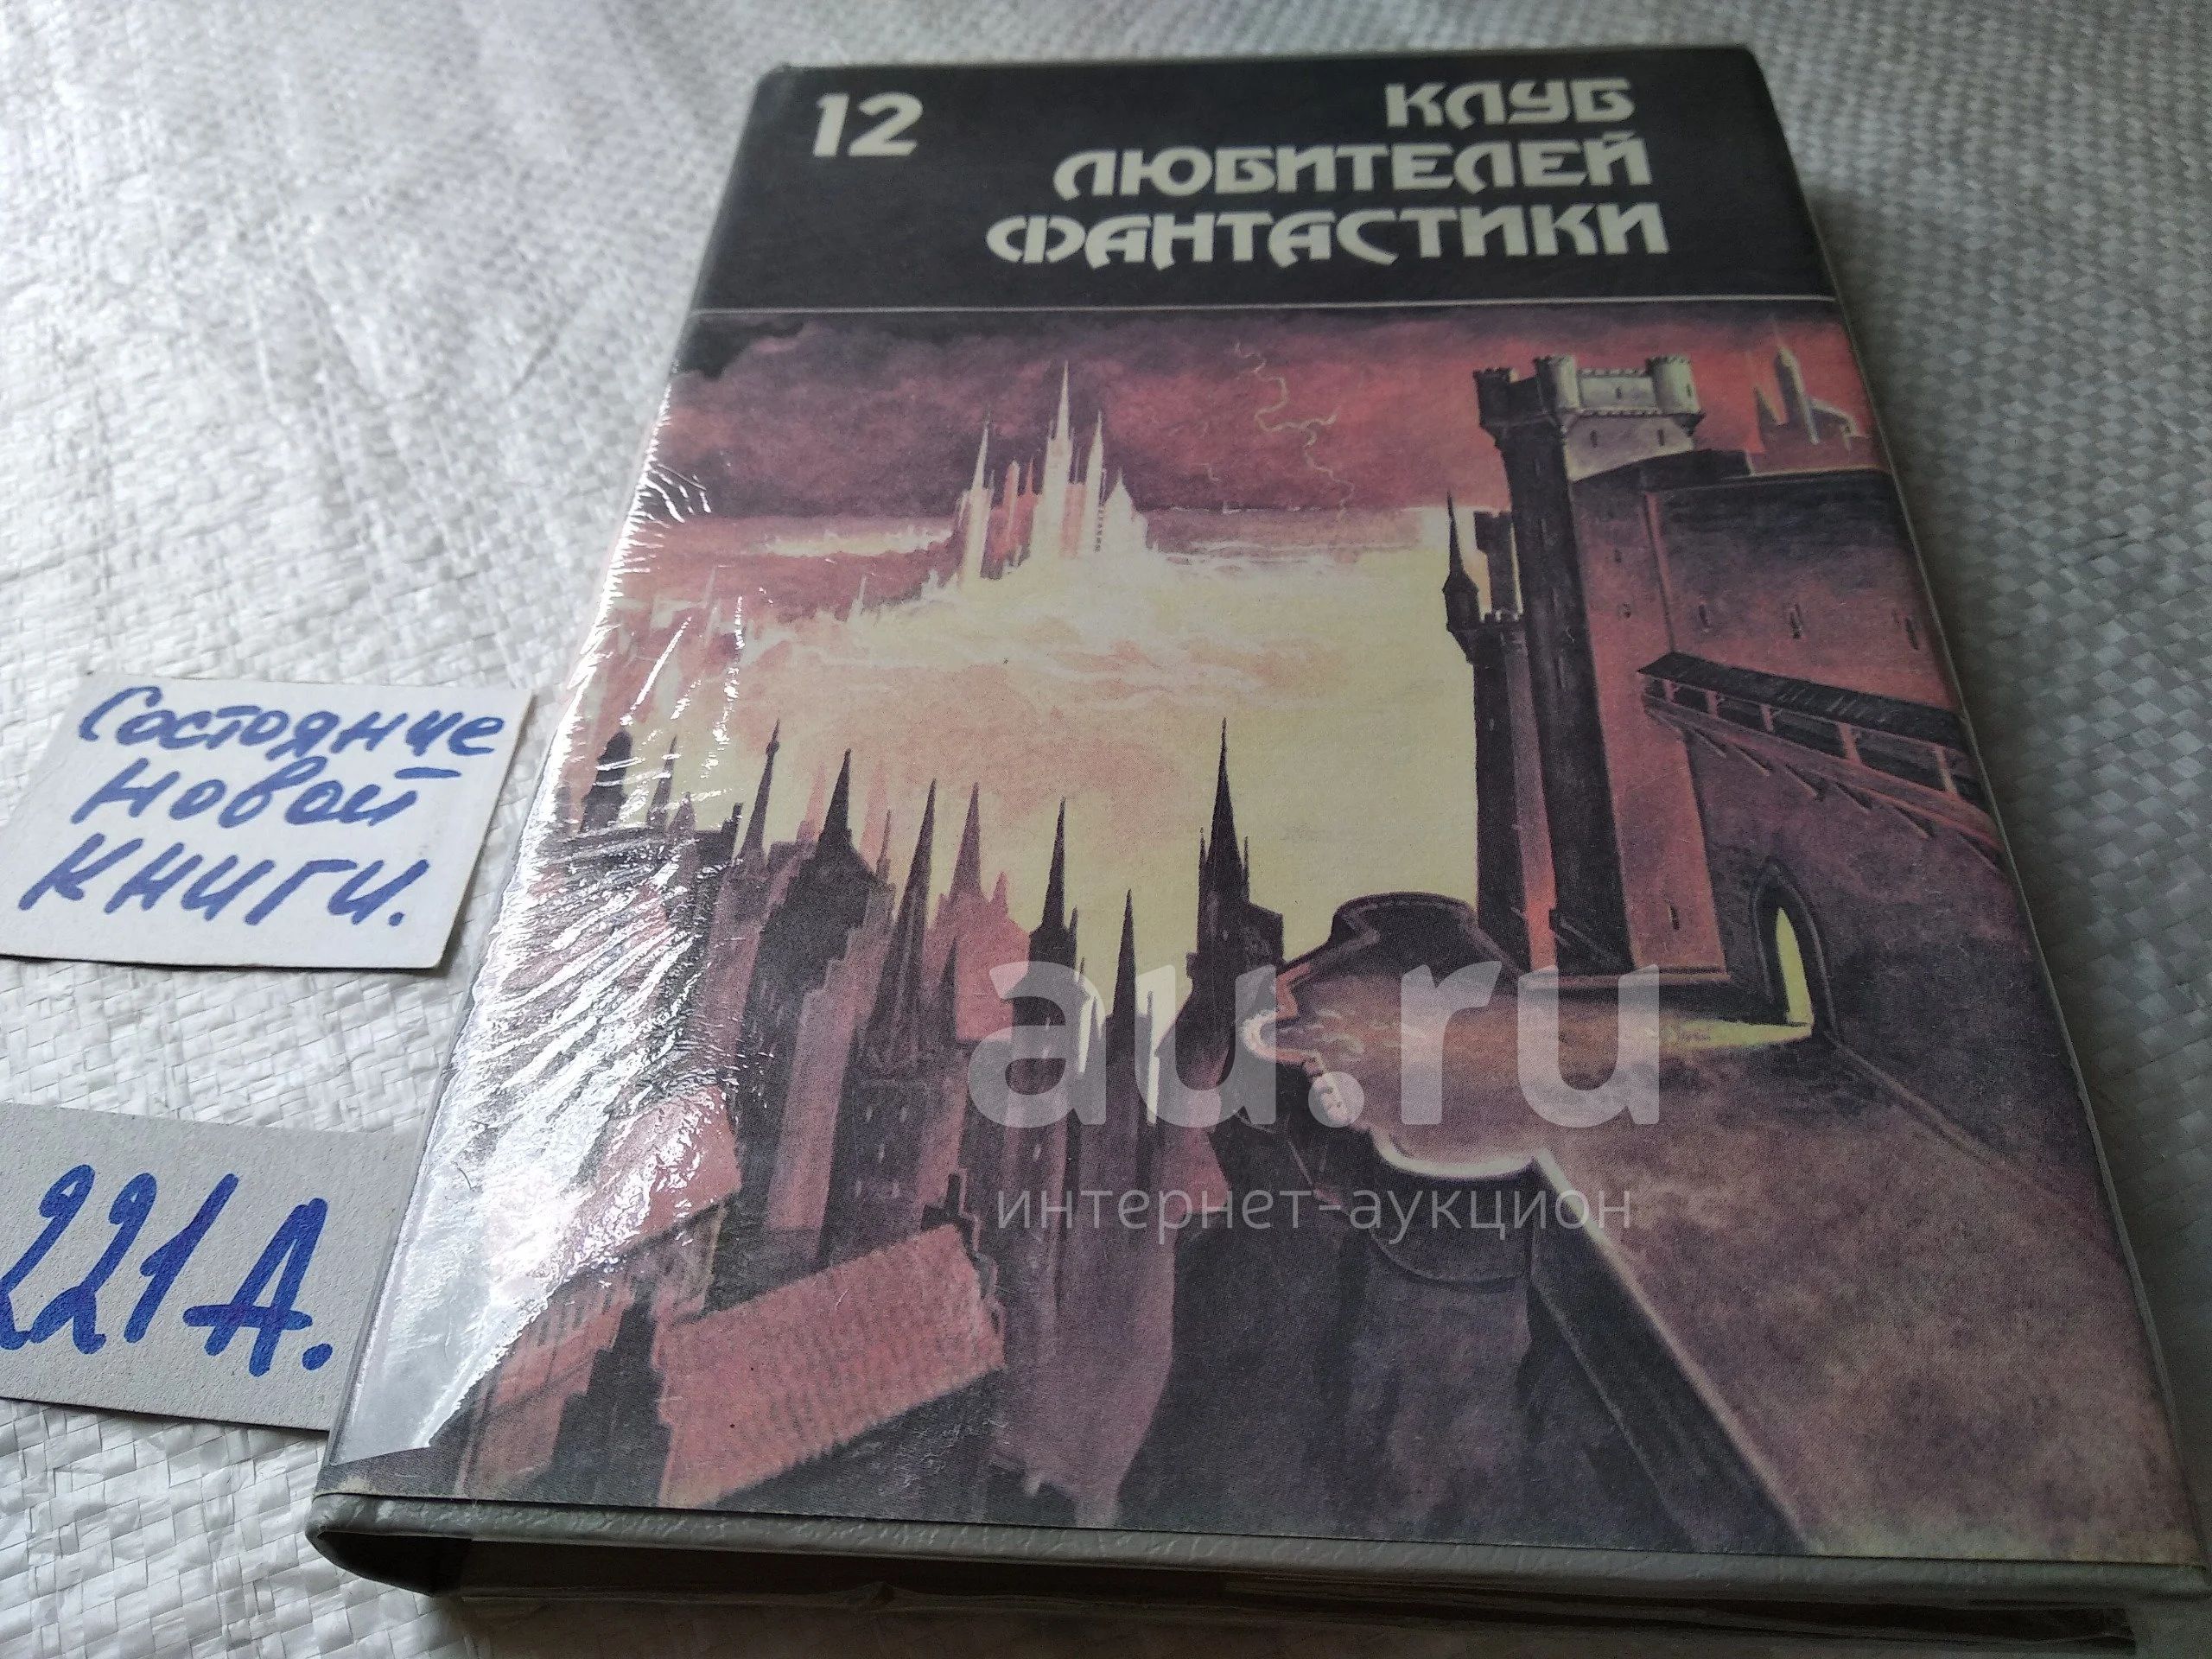 12
КЛУБ
ЛЮБИТЕЛЕЙ
ФАНТАСТИКИ
Состояние
новой
книги.
221А.
au.ru
интернет-аукцион